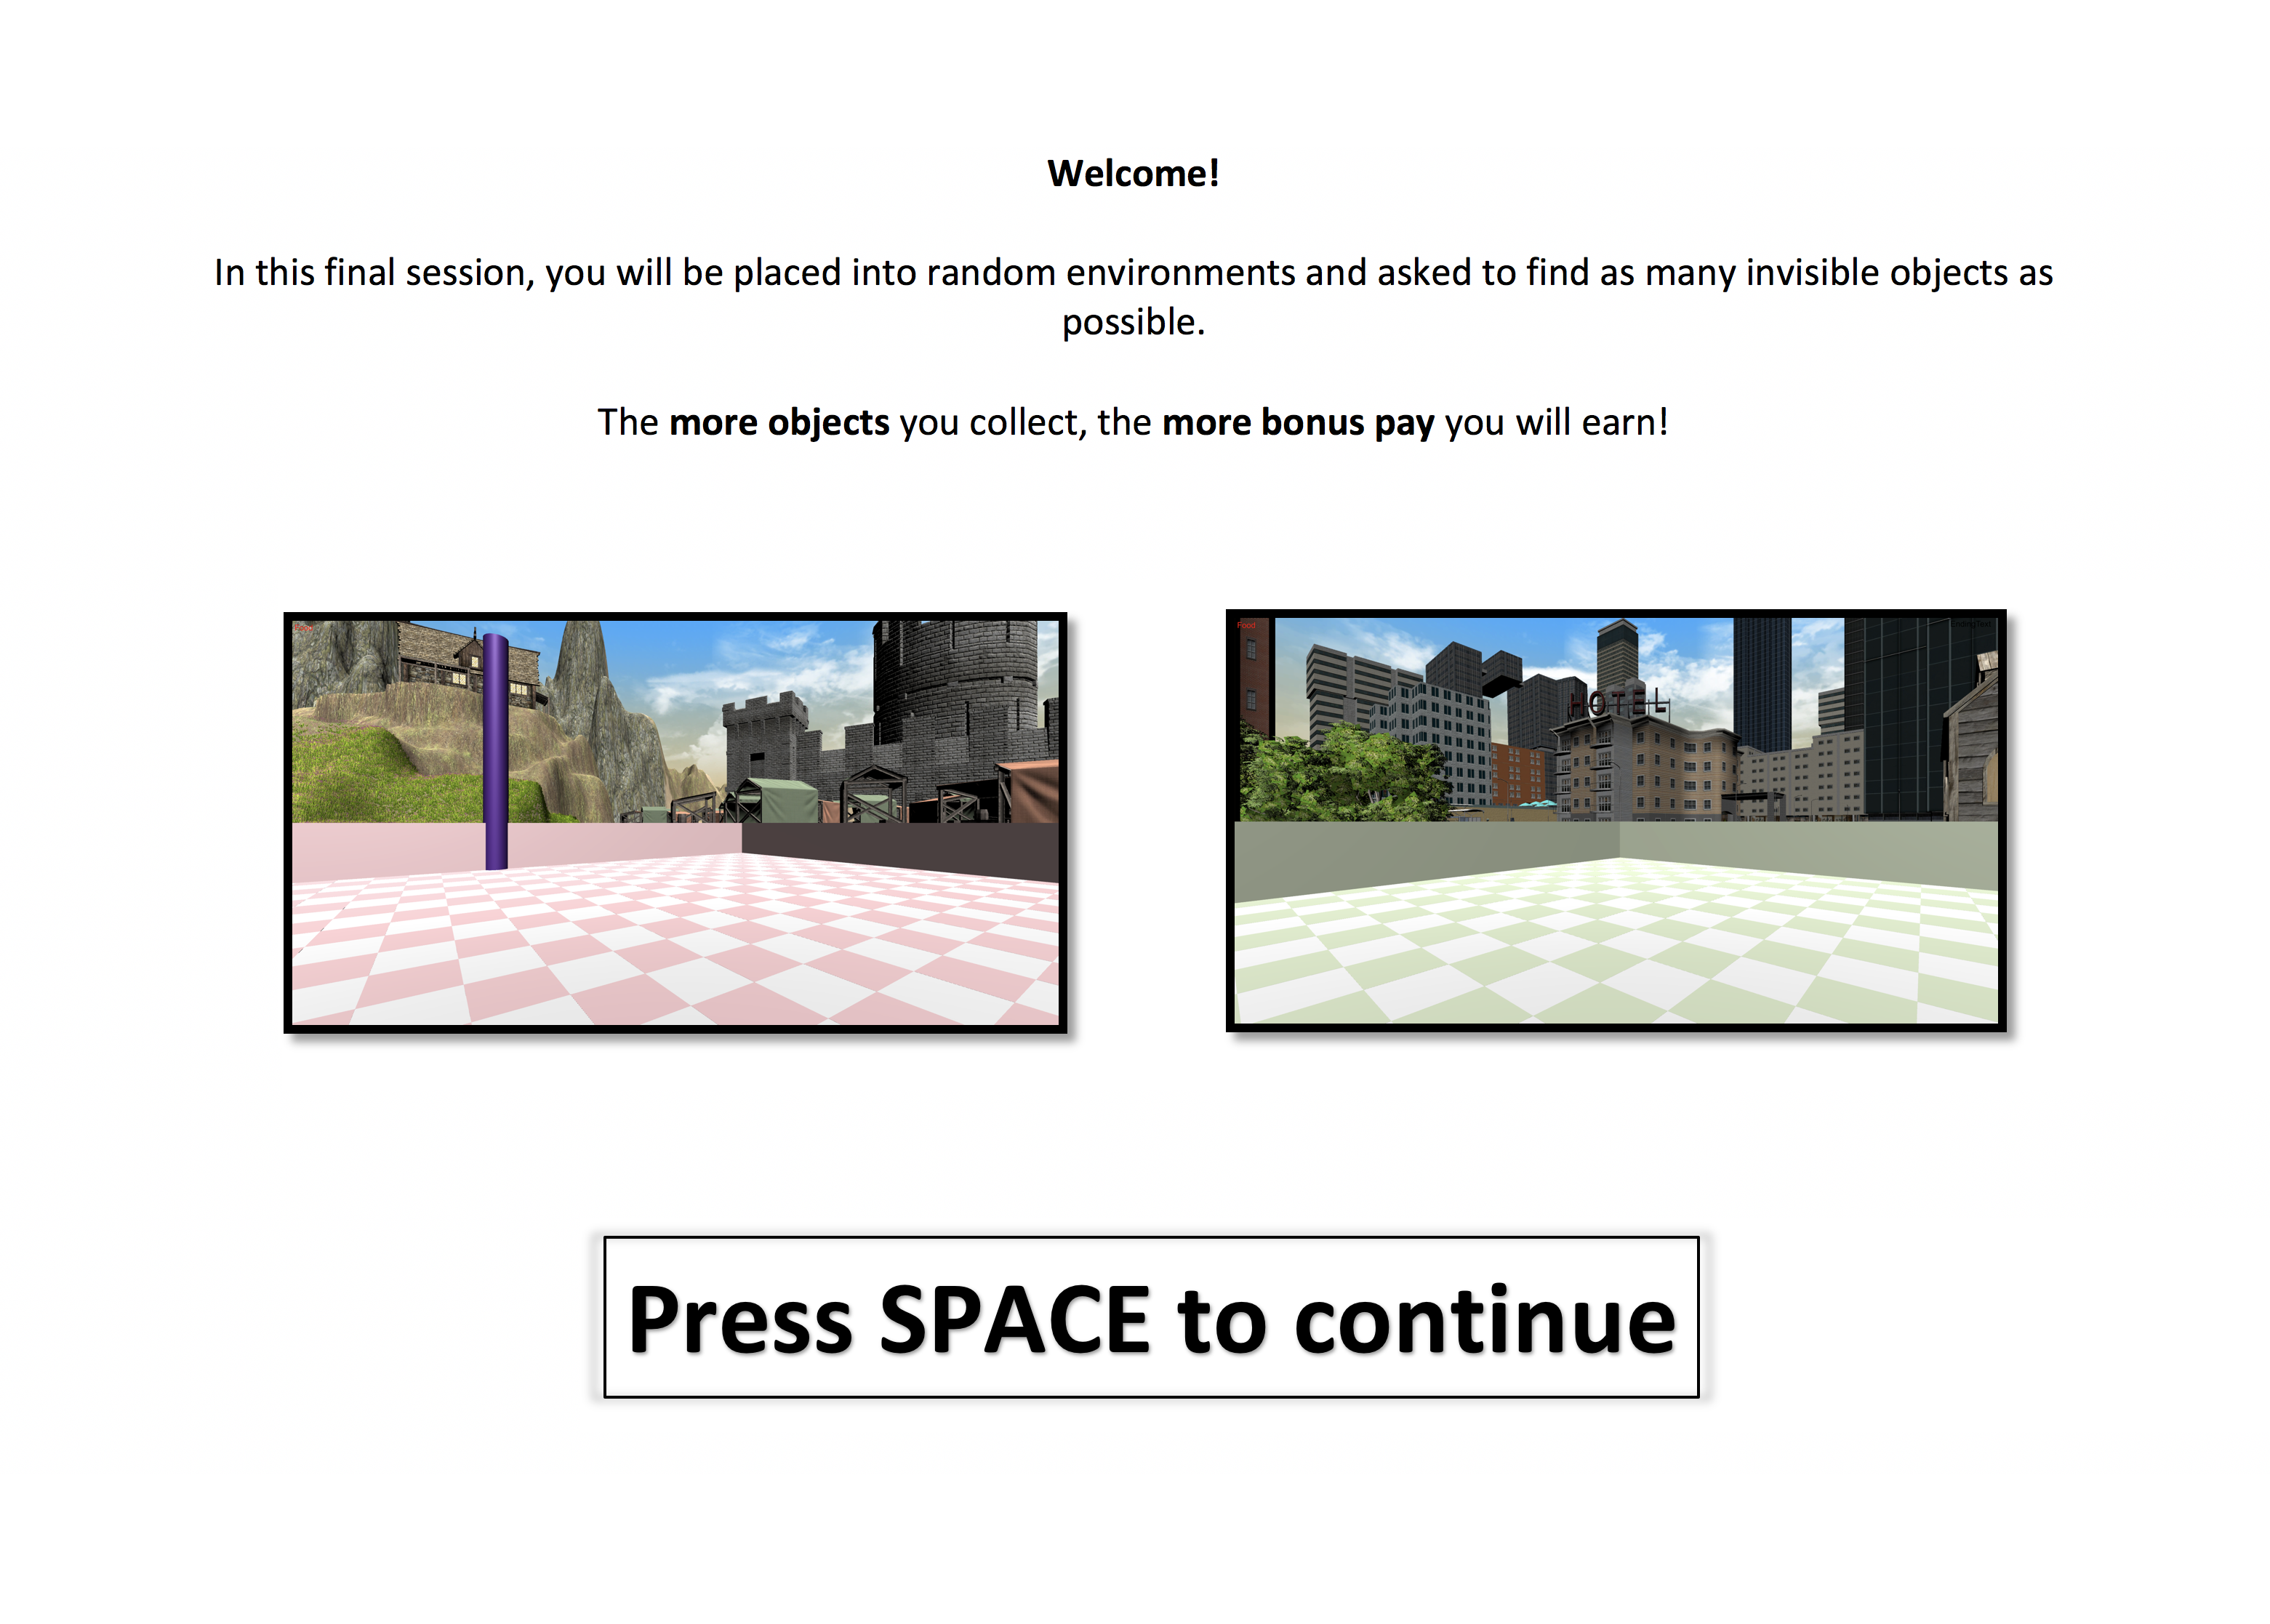 Welcome!
In this final session, you will be placed into random environments and asked to find as many invisible objects as
possible.
The more objects you collect, the more bonus pay you will earn!
Food
HOTEL
Press SPACE to continue